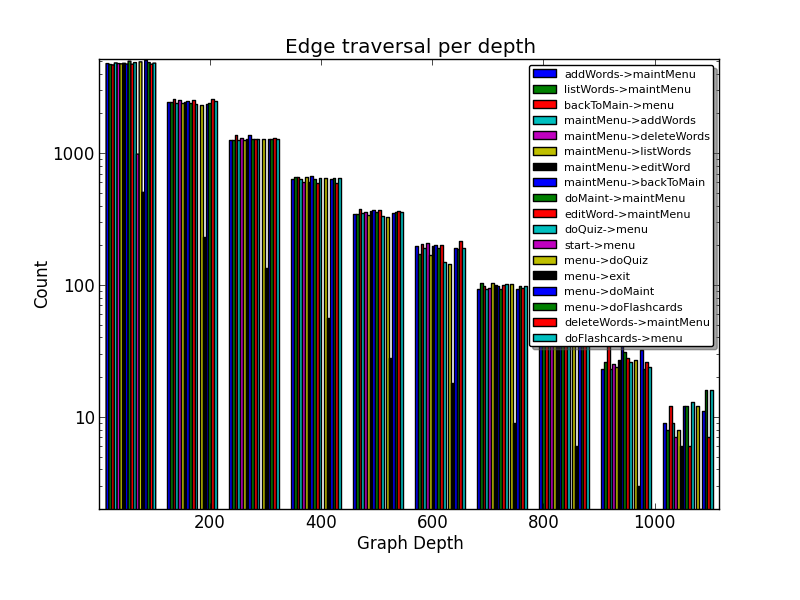 Edge traversal per depth
addWords->maintMenu
listWords->maintMenu
backToMain->menu
maintMenu->addWords
maintMenu->deleteWords
maintMenu->listWords
maintMenu->editWord
maintMenu->backToMain
doMaint->maintMenu
editWord->maintMenu
doQuiz->menu
start->menu
menu->doQuiz
menu->exit
menu->doMaint
menu->doFlashcards
deleteWords->maintMenu
doFlashcards->menu
1000
100
10
Count
200 400 600 800 1000
Graph Depth